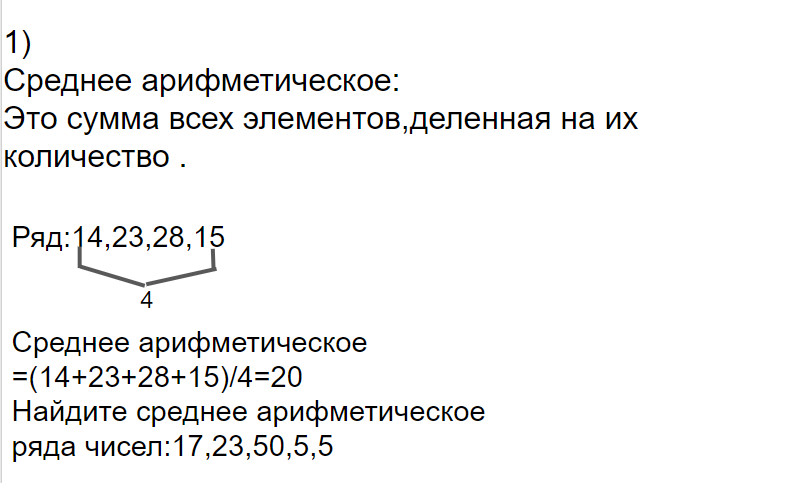 1)
Среднее арифметическое:
Это сумма всех элементов,деленная на их
количество .
Ряд:14,23,28,15
4
Среднее арифметическое
=(14+23+28+15)/4=20
Найдите среднее арифметическое
ряда чисел:17,23,50,5,5